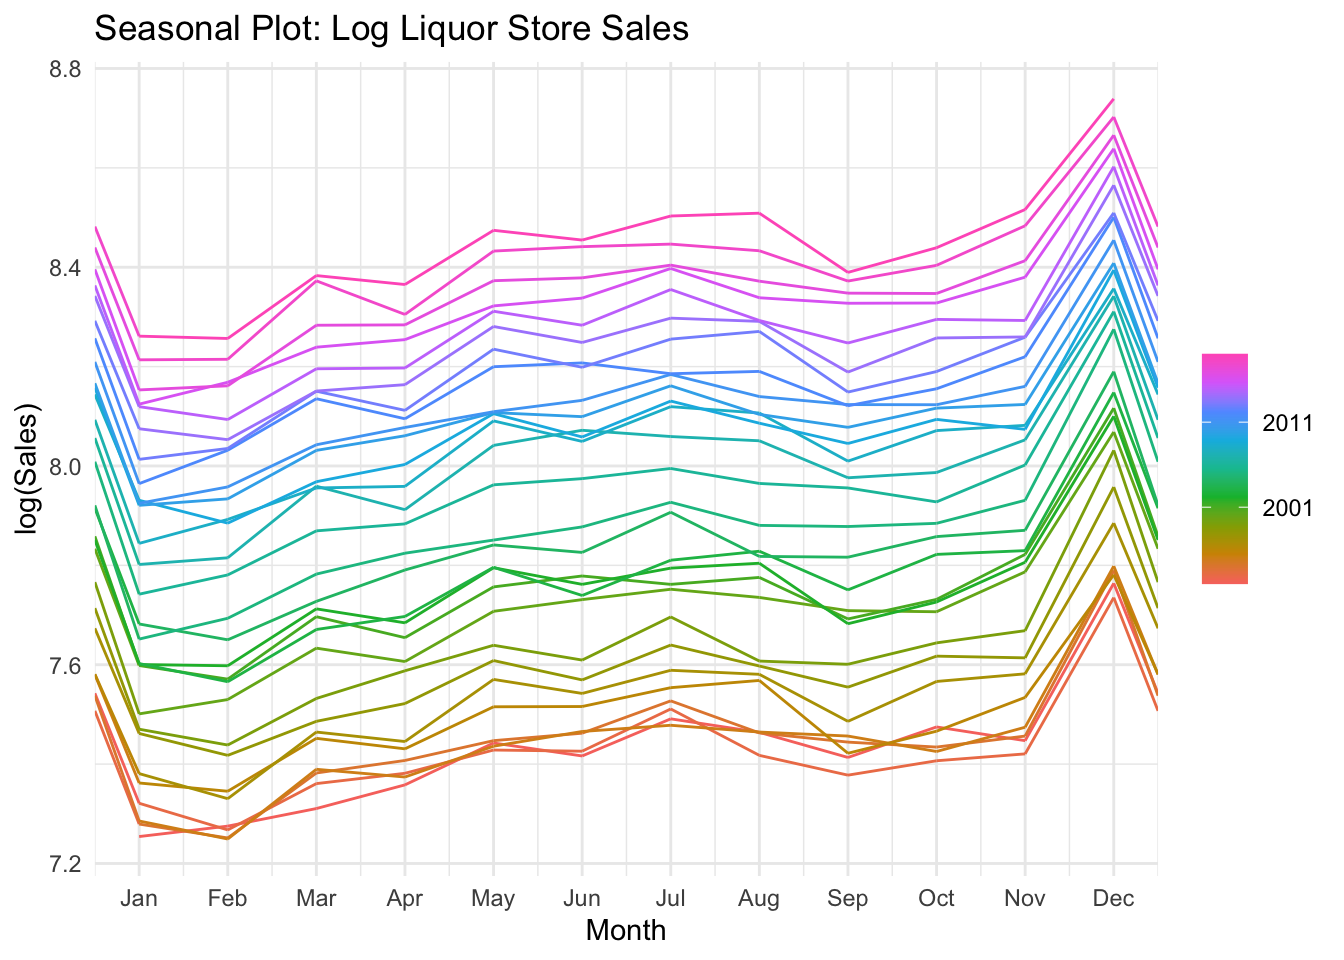 Seasonal Plot: Log Liquor Store Sales
8.8
8.4
8.0
7.6
7.2
log(Sales)
Jan Feb Mar Apr May Jun Jul Aug Sep Oct Nov Dec
Month
2011
2001